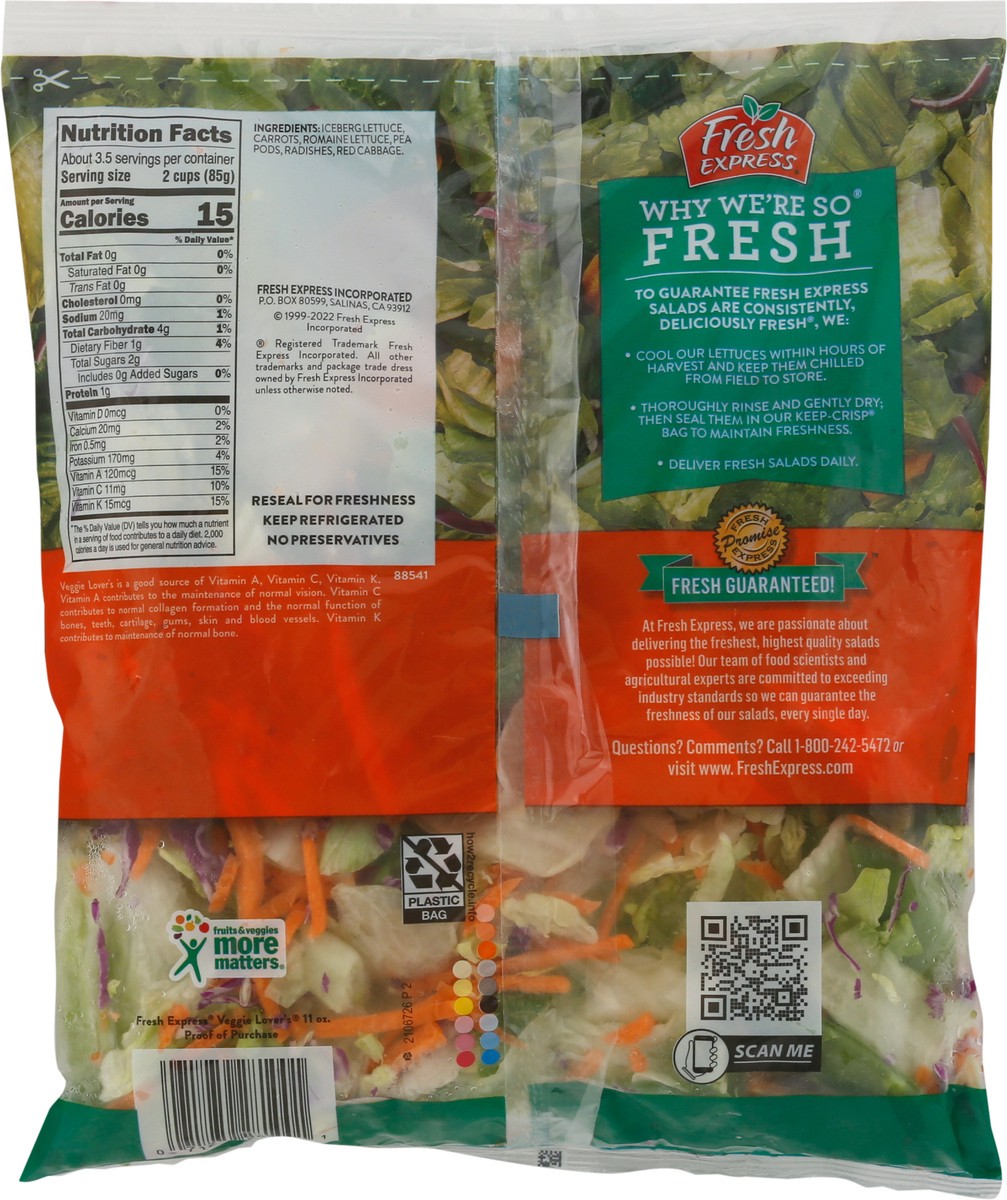 Nutrition Facts
About 3.5 servings per container
Serving size 2 cups (85g)
Amount per Serving
Calories 15
% Daily Value*
Total Fat 0g 0%
Saturated Fat 0g 0%
Trans Fat 0g
Cholesterol 0mg 0%
Sodium 20mg 1%
Total Carbohydrate 4g 1%
Dietary Fiber 1g 4%
Total Sugars 2g
Includes 0g Added Sugars 0%
Protein 1g
Vitamin D 0mcg 0%
Calcium 20mg 2%
Iron 0.5mg 2%
Potassium 170mg 4%
Vitamin A 120mcg 15%
Vitamin C 11mg 10%
Vitamin K 15mcg 15%
*The % Daily Value (DV) tells you how much a nutrient
in a serving of food contributes to a daily diet. 2,000
calories a day is used for general nutrition advice.
INGREDIENTS: ICEBERG LETTUCE,
CARROTS, ROMAINE LETTUCE, PEA
PODS, RADISHES, RED CABBAGE.
FRESH EXPRESS INCORPORATED
P.O. BOX 80599, SALINAS, CA 93912
© 1999-2022 Fresh Express
Incorporated
® Registered Trademark Fresh
Express Incorporated. All other
trademarks and package trade dress
owned by Fresh Express Incorporated
unless otherwise noted.
RESEAL FOR FRESHNESS
KEEP REFRIGERATED
NO PRESERVATIVES
88541
Veggie Lover's is a good source of Vitamin A, Vitamin C, Vitamin K.
Vitamin A contributes to the maintenance of normal vision. Vitamin C
contributes to normal collagen formation and the normal function of
bones, teeth, cartilage, gums, skin and blood vessels. Vitamin K
contributes to maintenance of normal bone.
PLASTIC
BAG
how2recycle.info
fruits & veggies
more
matters®
2106726 P 2
Fresh Express® Veggie Lover's® 11 oz.
Proof of Purchase
Fresh
EXPRESS®
WHY WE'RE SO®
FRESH
TO GUARANTEE FRESH EXPRESS
SALADS ARE CONSISTENTLY,
DELICIOUSLY FRESH®, WE:
• COOL OUR LETTUCES WITHIN HOURS OF
HARVEST AND KEEP THEM CHILLED
FROM FIELD TO STORE.
• THOROUGHLY RINSE AND GENTLY DRY;
THEN SEAL THEM IN OUR KEEP-CRISP®
BAG TO MAINTAIN FRESHNESS.
• DELIVER FRESH SALADS DAILY.
FRESH
Promise
EXPRESS
FRESH GUARANTEED!™
At Fresh Express, we are passionate about
delivering the freshest, highest quality salads
possible! Our team of food scientists and
agricultural experts are committed to exceeding
industry standards so we can guarantee the
freshness of our salads, every single day.
Questions? Comments? Call 1-800-242-5472 or
visit www. FreshExpress.com
SCAN ME